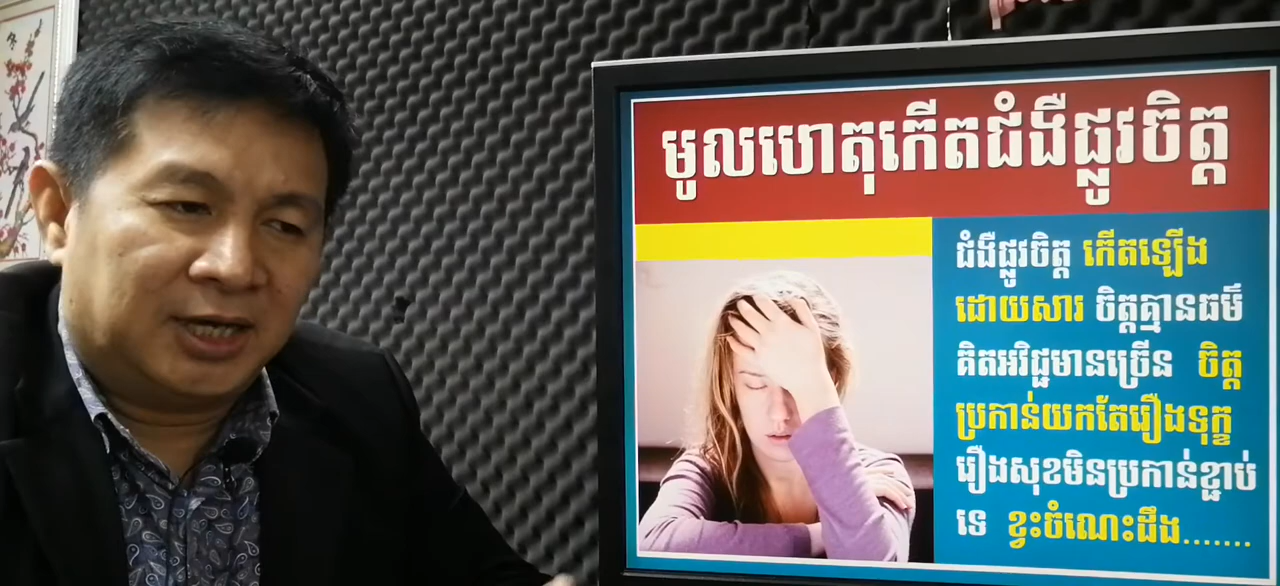 មូលហេតុកើតជំងឺផ្លូវចិត្ត
ជំងឺផ្លូវចិត្ត កើតឡើង
ដោយសារ ចិត្តគ្មានធម៌
គិតអវិជ្ជមានច្រើន ចិត្ត
ប្រកាន់យកតែរឿងទុក្ខ
រឿងសុខមិនប្រកាន់ខ្ជាប់
ទេ ខ្វះចំណេះដឹង.......